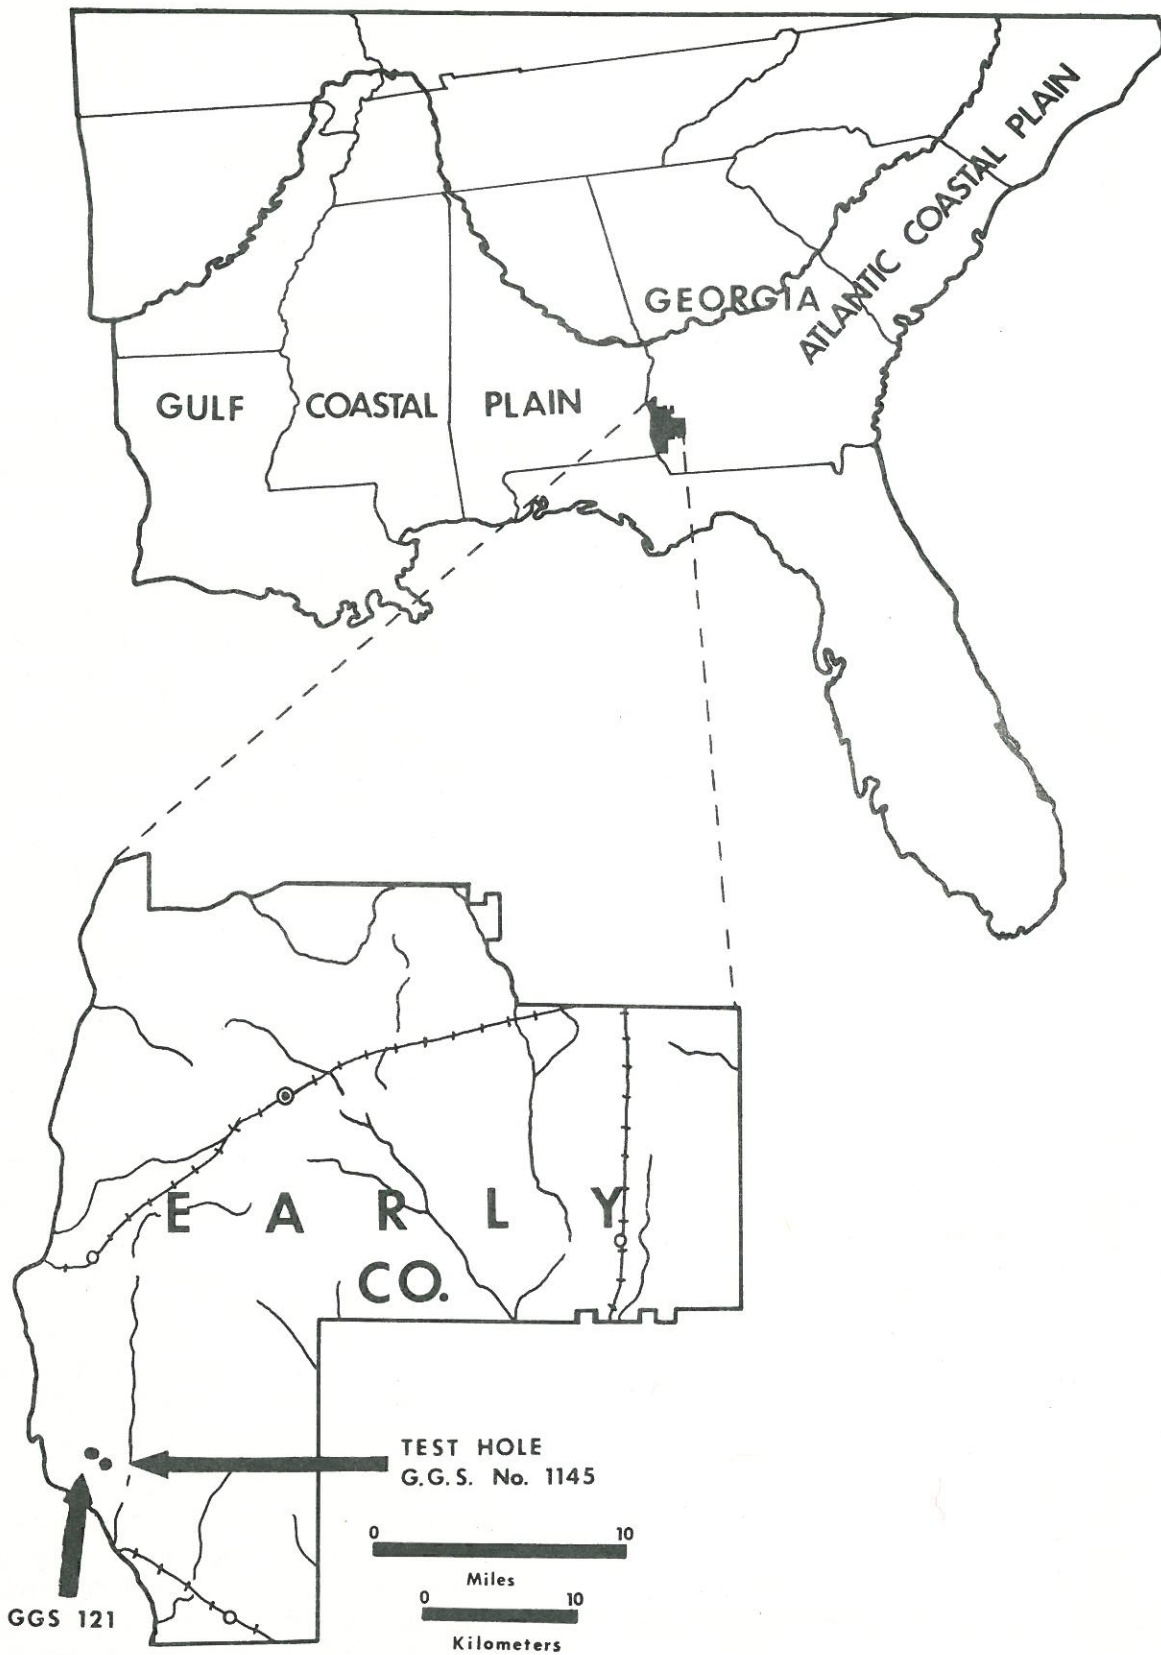 ATLANTIC COASTAL PLAIN
GEORGIA
GULF COASTAL PLAIN
E A R L Y
CO.
TEST HOLE
G.G.S. No. 1145
0 10
Miles
0 10
Kilometers
GGS 121